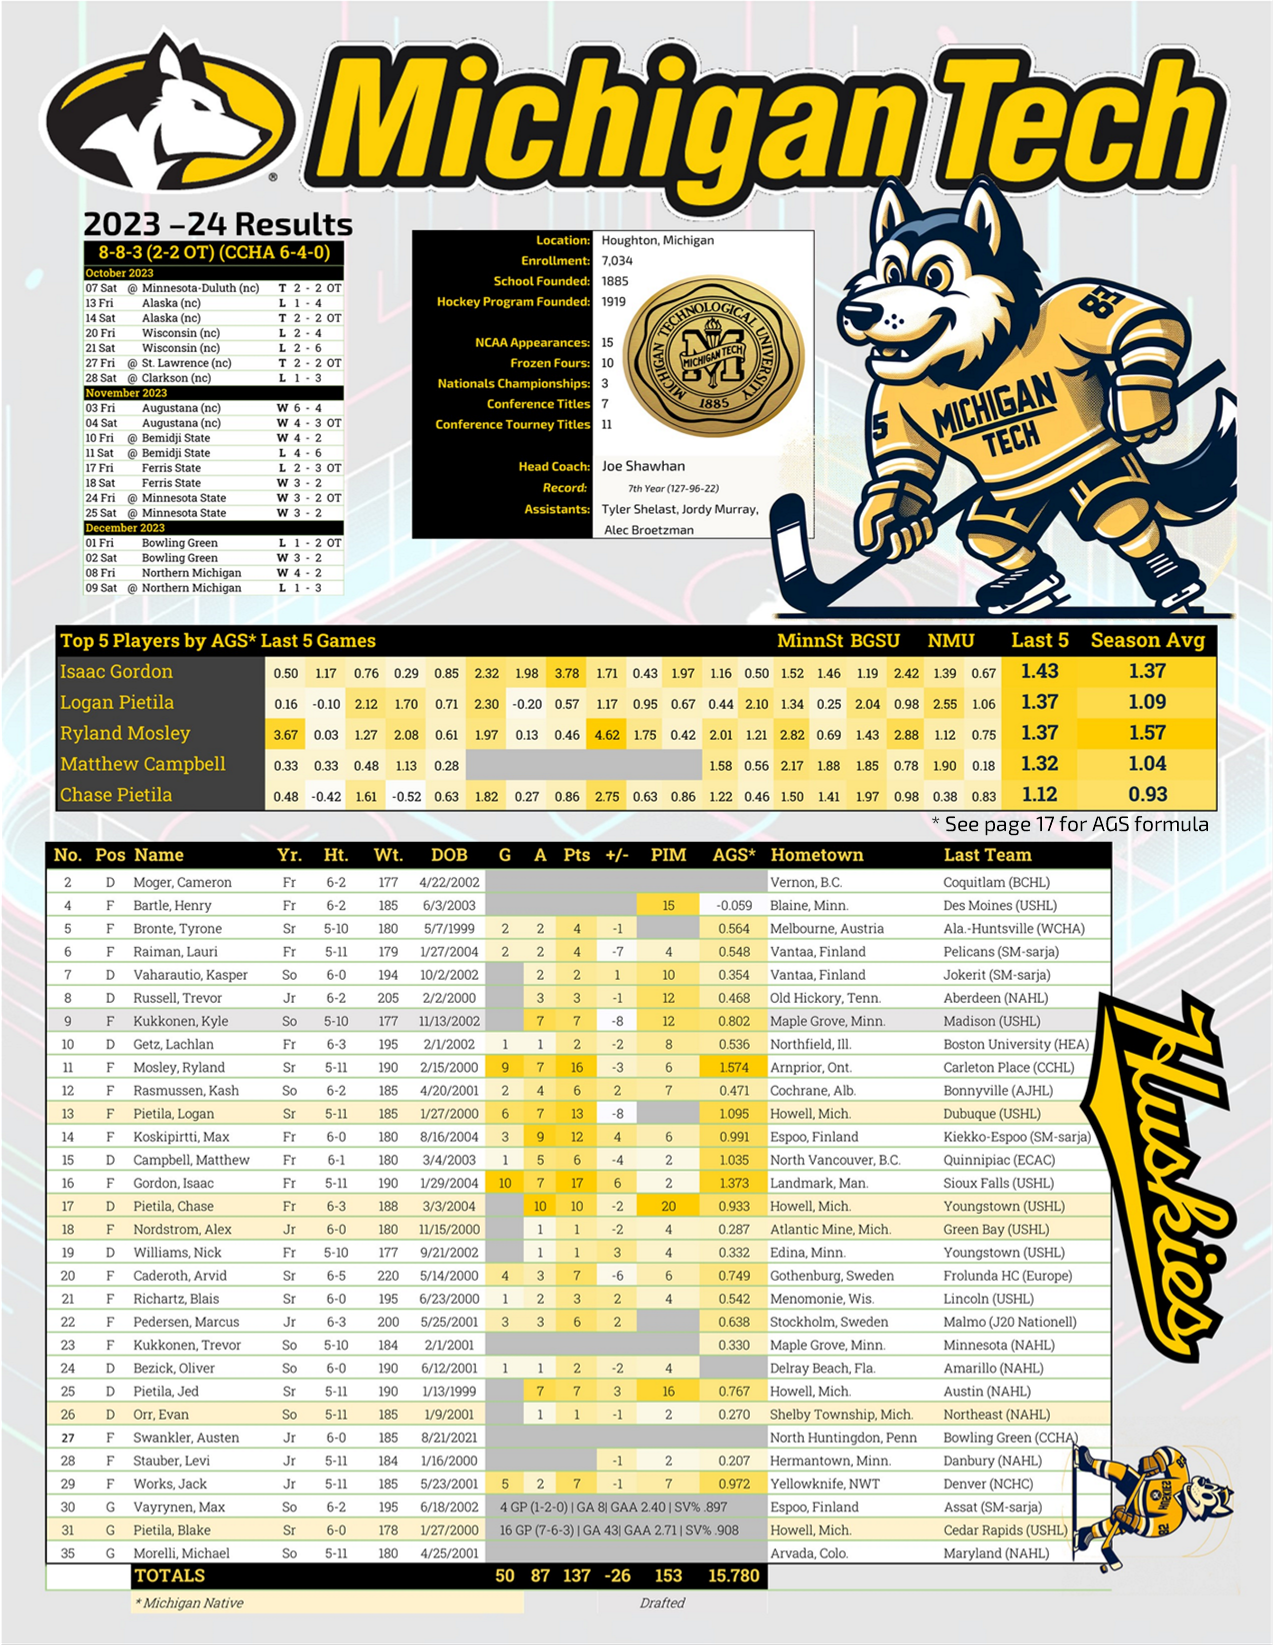 Michigan Tech
®
2023 –24 Results
8-8-3 (2-2 OT) (CCHA 6-4-0)
October 2023
07 Sat @ Minnesota-Duluth (nc) T 2 - 2 OT
13 Fri Alaska (nc) L 1 - 4
14 Sat Alaska (nc) T 2 - 2 OT
20 Fri Wisconsin (nc) L 2 - 4
21 Sat Wisconsin (nc) L 2 - 6
27 Fri @ St. Lawrence (nc) T 2 - 2 OT
28 Sat @ Clarkson (nc) L 1 - 3
November 2023
03 Fri Augustana (nc) W 6 - 4
04 Sat Augustana (nc) W 4 - 3 OT
10 Fri @ Bemidji State W 4 - 2
11 Sat @ Bemidji State L 4 - 6
17 Fri Ferris State L 2 - 3 OT
18 Sat Ferris State W 3 - 2
24 Fri @ Minnesota State W 3 - 2 OT
25 Sat @ Minnesota State W 3 - 2
December 2023
01 Fri Bowling Green L 1 - 2 OT
02 Sat Bowling Green W 3 - 2
08 Fri Northern Michigan W 4 - 2
09 Sat @ Northern Michigan L 1 - 3
Location: Houghton, Michigan
Enrollment: 7,034
School Founded: 1885
Hockey Program Founded: 1919
NCAA Appearances: 15
Frozen Fours: 10
Nationals Championships: 3
Conference Titles 7
Conference Tourney Titles 11
Head Coach: Joe Shawhan
Record: 7th Year (127-96-22)
Assistants: Tyler Shelast, Jordy Murray,
Alec Broetzman
MICHIGAN TECHNOLOGICAL UNIVERSITY
MICHIGAN TECH
1885
MICHIGAN
TECH
5
Top 5 Players by AGS* Last 5 Games MinnSt BGSU NMU Last 5 Season Avg
Isaac Gordon 0.50 1.17 0.76 0.29 0.85 2.32 1.98 3.78 1.71 0.43 1.97 1.16 0.50 1.52 1.46 1.19 2.42 1.39 0.67 1.43 1.37
Logan Pietila 0.16 -0.10 2.12 1.70 0.71 2.30 -0.20 0.57 1.17 0.95 0.67 0.44 2.10 1.34 0.25 2.04 0.98 2.55 1.06 1.37 1.09
Ryland Mosley 3.67 0.03 1.27 2.08 0.61 1.97 0.13 0.46 4.62 1.75 0.42 2.01 1.21 2.82 0.69 1.43 2.88 1.12 0.75 1.37 1.57
Matthew Campbell 0.33 0.33 0.48 1.13 0.28 1.58 0.56 2.17 1.88 1.85 0.78 1.90 0.18 1.32 1.04
Chase Pietila 0.48 -0.42 1.61 -0.52 0.63 1.82 0.27 0.86 2.75 0.63 0.86 1.22 0.46 1.50 1.41 1.97 0.98 0.38 0.83 1.12 0.93
* See page 17 for AGS formula
No. Pos Name Yr. Ht. Wt. DOB G A Pts +/- PIM AGS* Hometown Last Team
2 D Moger, Cameron Fr 6-2 177 4/22/2002 Vernon, B.C. Coquitlam (BCHL)
4 F Bartle, Henry Fr 6-2 185 6/3/2003 15 -0.059 Blaine, Minn. Des Moines (USHL)
5 F Bronte, Tyrone Sr 5-10 180 5/7/1999 2 2 4 -1 0.564 Melbourne, Austria Ala.-Huntsville (WCHA)
6 F Raiman, Lauri Fr 5-11 179 1/27/2004 2 2 4 -7 4 0.548 Vantaa, Finland Pelicans (SM-sarja)
7 D Vaharautio, Kasper So 6-0 194 10/2/2002 2 2 1 10 0.354 Vantaa, Finland Jokerit (SM-sarja)
8 D Russell, Trevor Jr 6-2 205 2/2/2000 3 3 -1 12 0.468 Old Hickory, Tenn. Aberdeen (NAHL)
9 F Kukkonen, Kyle So 5-10 177 11/13/2002 7 7 -8 12 0.802 Maple Grove, Minn. Madison (USHL)
10 D Getz, Lachlan Fr 6-3 195 2/1/2002 1 1 2 -2 8 0.536 Northfield, Ill. Boston University (HEA)
11 F Mosley, Ryland Sr 5-11 190 2/15/2000 9 7 16 -3 6 1.574 Arnprior, Ont. Carleton Place (CCHL)
12 F Rasmussen, Kash So 6-2 185 4/20/2001 2 4 6 2 7 0.471 Cochrane, Alb. Bonnyville (AJHL)
13 F Pietila, Logan Sr 5-11 185 1/27/2000 6 7 13 -8 1.095 Howell, Mich. Dubuque (USHL)
14 F Koskipirtti, Max Fr 6-0 180 8/16/2004 3 9 12 4 6 0.991 Espoo, Finland Kiekko-Espoo (SM-sarja)
15 D Campbell, Matthew Fr 6-1 180 3/4/2003 1 5 6 -4 2 1.035 North Vancouver, B.C. Quinnipiac (ECAC)
16 F Gordon, Isaac Fr 5-11 190 1/29/2004 10 7 17 6 2 1.373 Landmark, Man. Sioux Falls (USHL)
17 D Pietila, Chase Fr 6-3 188 3/3/2004 10 10 -2 20 0.933 Howell, Mich. Youngstown (USHL)
18 F Nordstrom, Alex Jr 6-0 180 11/15/2000 1 1 -2 4 0.287 Atlantic Mine, Mich. Green Bay (USHL)
19 D Williams, Nick Fr 5-10 177 9/21/2002 1 1 3 4 0.332 Edina, Minn. Youngstown (USHL)
20 F Caderoth, Arvid Sr 6-5 220 5/14/2000 4 3 7 -6 6 0.749 Gothenburg, Sweden Frolunda HC (Europe)
21 F Richartz, Blais Sr 6-0 195 6/23/2000 1 2 3 2 4 0.542 Menomonie, Wis. Lincoln (USHL)
22 F Pedersen, Marcus Jr 6-3 200 5/25/2001 3 3 6 2 0.638 Stockholm, Sweden Malmo (J20 Nationell)
23 F Kukkonen, Trevor So 5-10 184 2/1/2001 0.330 Maple Grove, Minn. Minnesota (NAHL)
24 D Bezick, Oliver So 6-0 190 6/12/2001 1 1 2 -2 4 Delray Beach, Fla. Amarillo (NAHL)
25 D Pietila, Jed Sr 5-11 190 1/13/1999 7 7 3 16 0.767 Howell, Mich. Austin (NAHL)
26 D Orr, Evan So 5-11 185 1/9/2001 1 1 -1 2 0.270 Shelby Township, Mich. Northeast (NAHL)
27 F Swankler, Austen Jr 6-0 185 8/21/2021 North Huntingdon, Penn Bowling Green (CCHA)
28 F Stauber, Levi Jr 5-11 184 1/16/2000 -1 2 0.207 Hermantown, Minn. Danbury (NAHL)
29 F Works, Jack Jr 5-11 185 5/23/2001 5 2 7 -1 7 0.972 Yellowknife, NWT Denver (NCHC)
30 G Vayrynen, Max So 6-2 195 6/18/2002 4 GP (1-2-0) | GA 8| GAA 2.40 | SV% .897 Espoo, Finland Assat (SM-sarja)
31 G Pietila, Blake Sr 6-0 178 1/27/2000 16 GP (7-6-3) | GA 43| GAA 2.71 | SV% .908 Howell, Mich. Cedar Rapids (USHL)
35 G Morelli, Michael So 5-11 180 4/25/2001 Arvada, Colo. Maryland (NAHL)
TOTALS 50 87 137 -26 153 15.780
* Michigan Native Drafted
Huskies